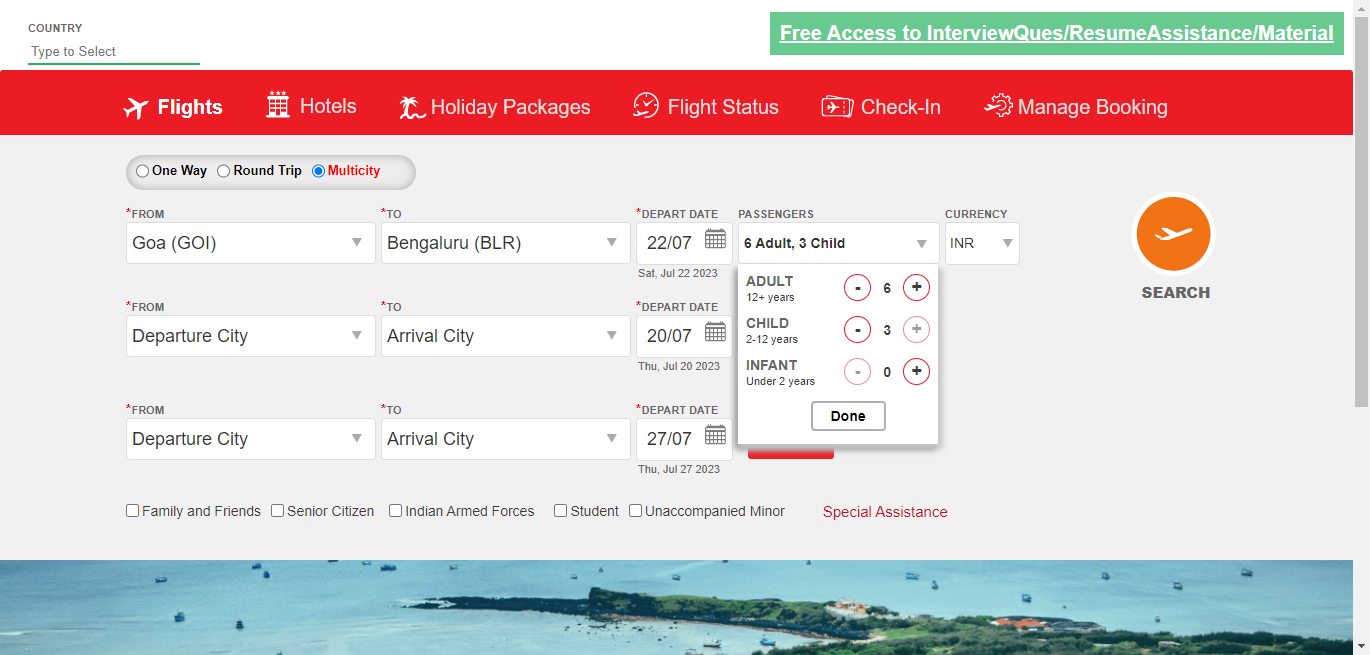 COUNTRY
Type to Select
Free Access to InterviewQues/ResumeAssistance/Material
Flights Hotels Holiday Packages Flight Status Check-In Manage Booking
One Way Round Trip Multicity
*FROM *TO *DEPART DATE PASSENGERS CURRENCY
Goa (GOI) Bengaluru (BLR) 22/07 6 Adult, 3 Child INR
Sat, Jul 22 2023
SEARCH
ADULT - 6 +
12+ years
*FROM *TO *DEPART DATE
Departure City Arrival City 20/07
Thu, Jul 20 2023
CHILD - 3 +
2-12 years
INFANT - 0 +
Under 2 years
Done
*FROM *TO *DEPART DATE
Departure City Arrival City 27/07
Thu, Jul 27 2023
Family and Friends Senior Citizen Indian Armed Forces Student Unaccompanied Minor Special Assistance